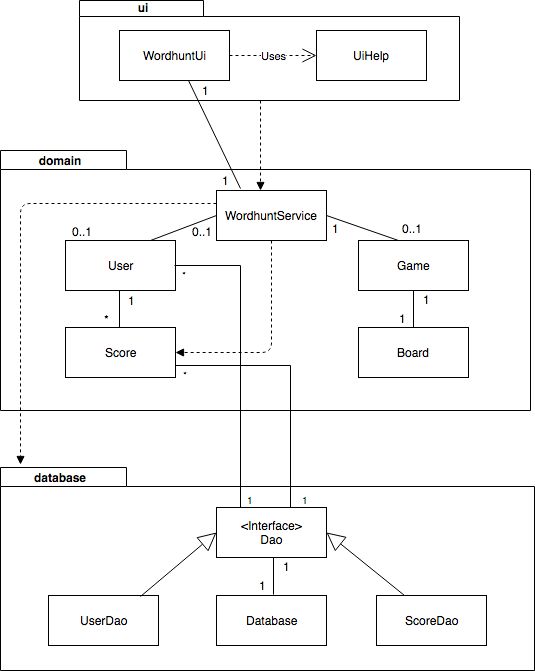 ui
WordhuntUi
Uses
UiHelp
1
domain
1
WordhuntService
0..1
0..1
1
0..1
User
*
Game
1
1
*
1
Score
Board
*
database
1
1
<Interface>
Dao
1
1
UserDao
Database
ScoreDao